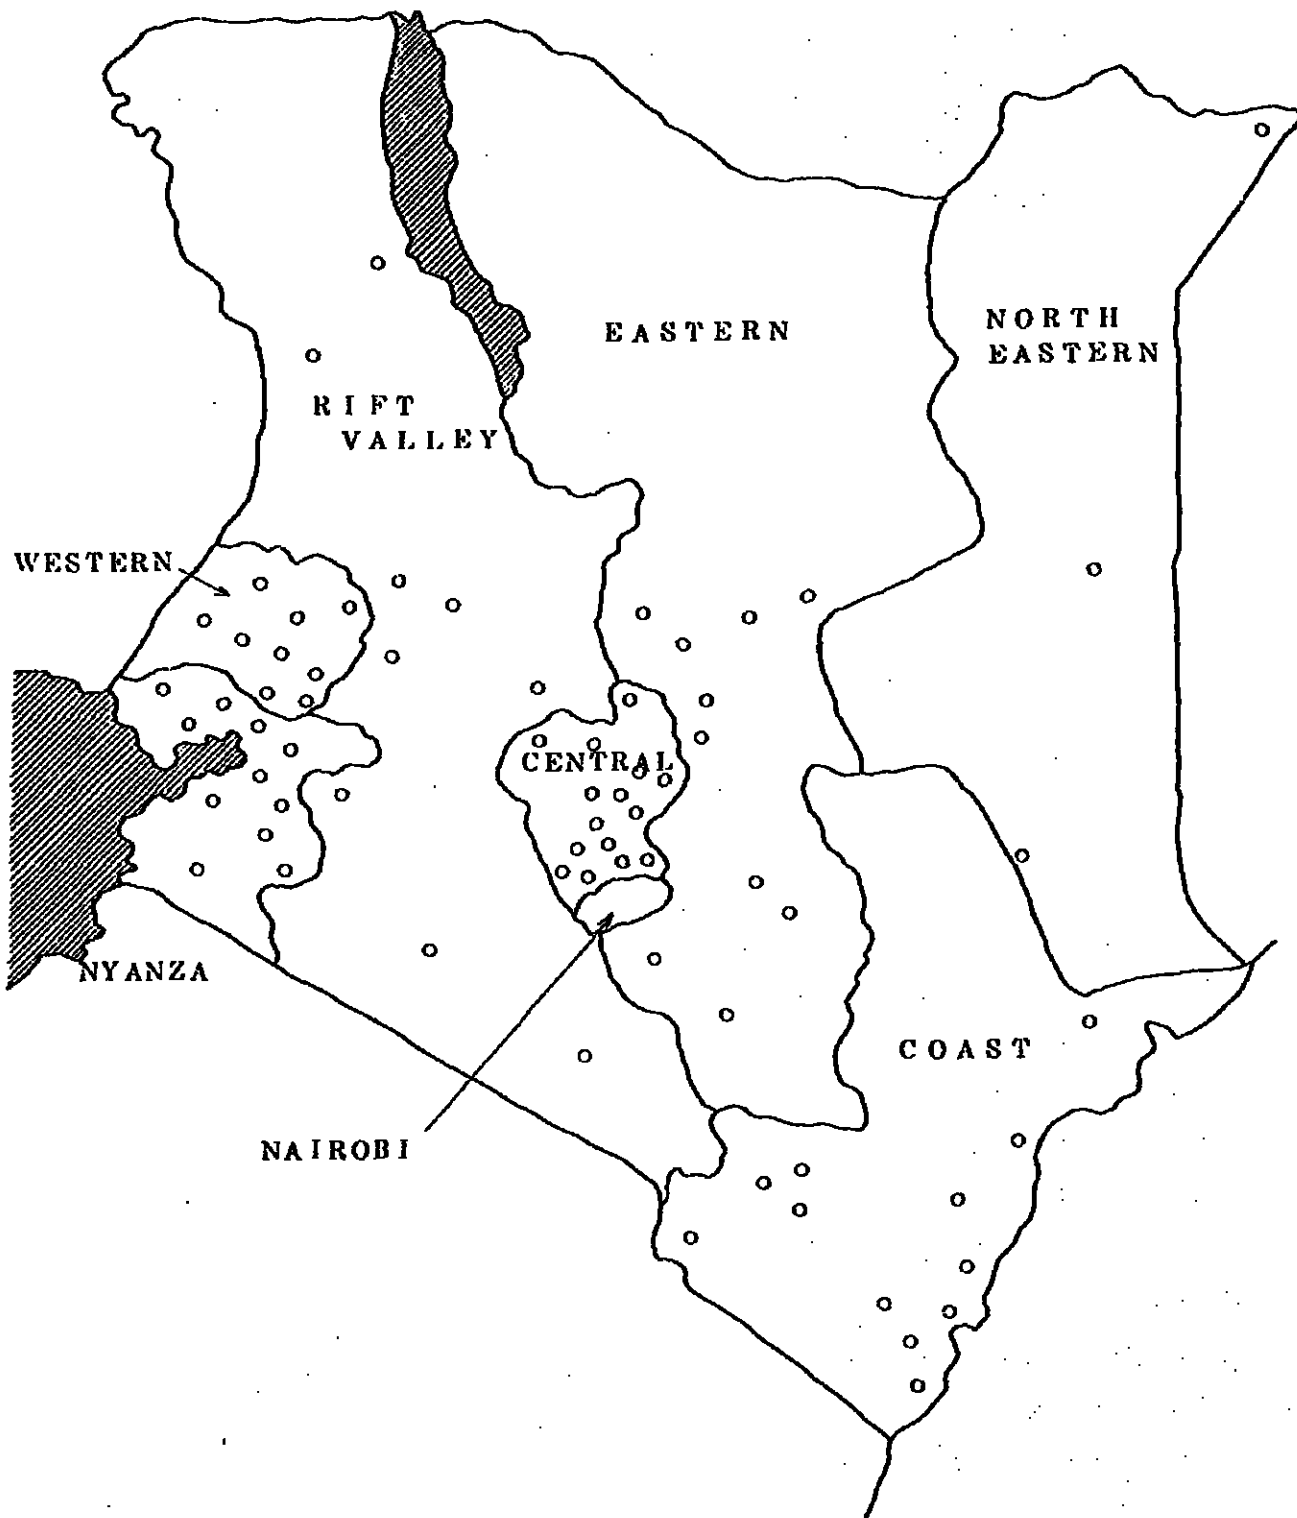 EASTERN
NORTH
EASTERN
RIFT
VALLEY
WESTERN
CENTRAL
NYANZA
COAST
NAIROBI